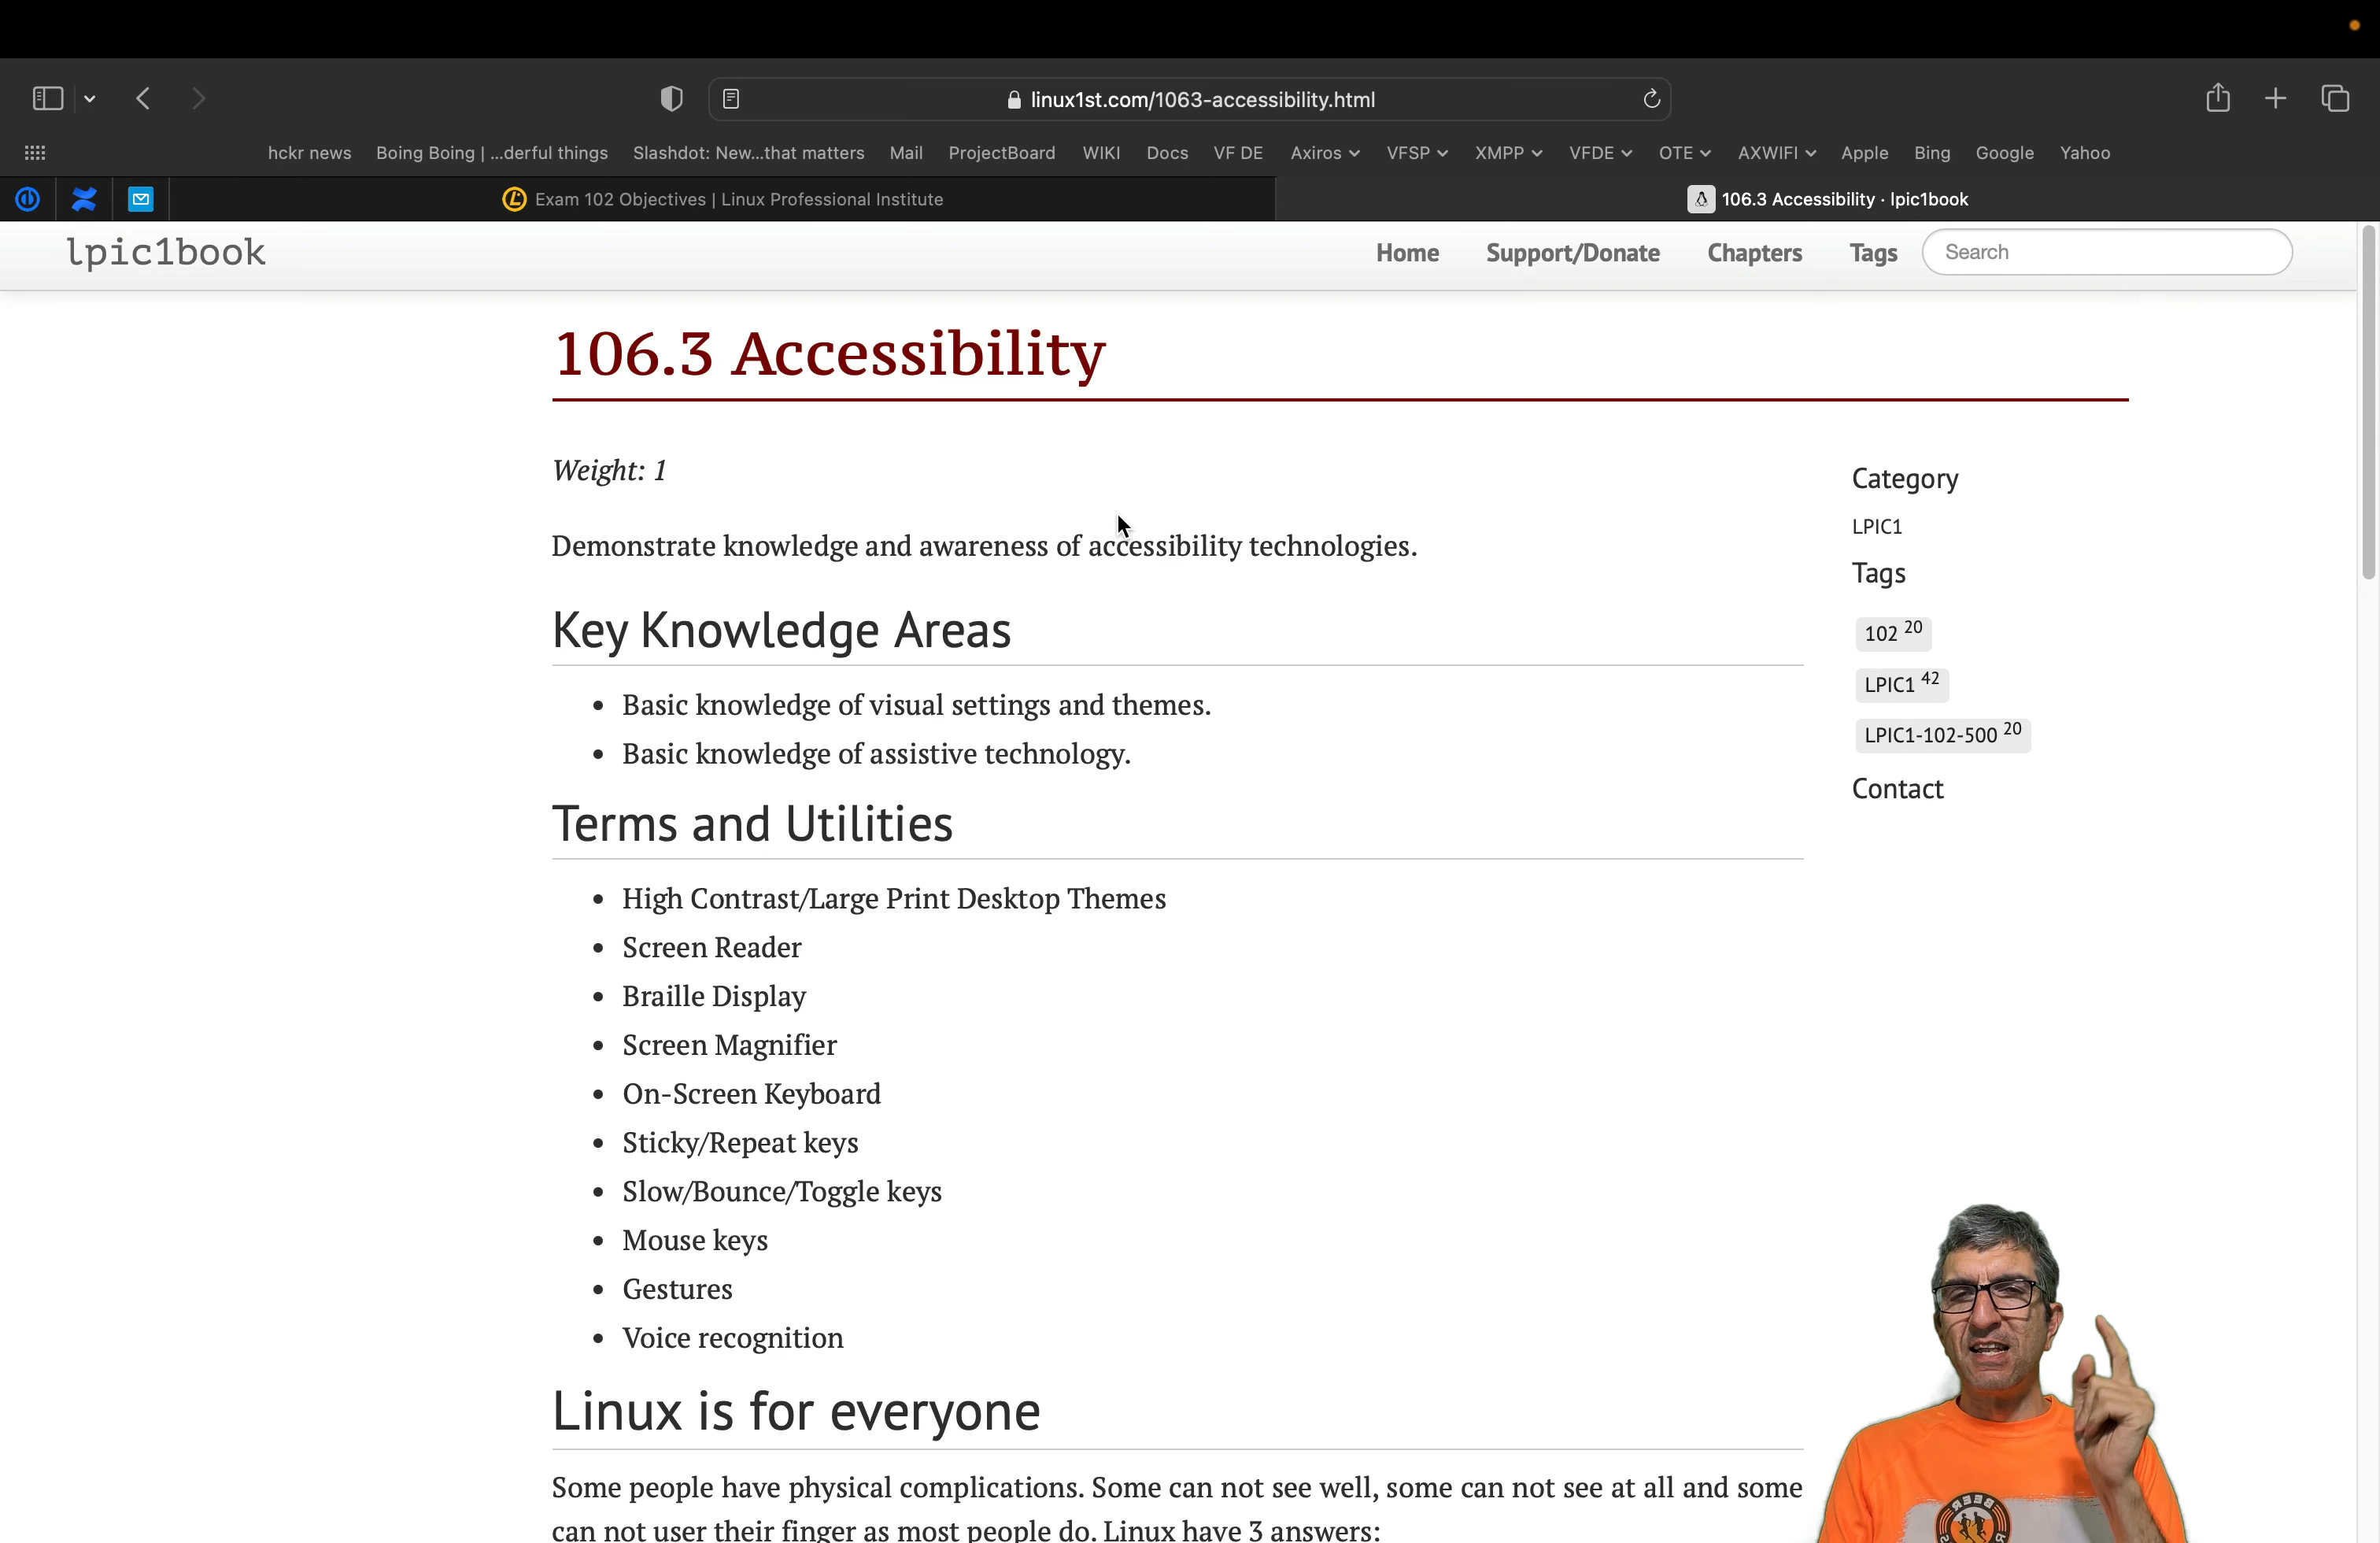 linux1st.com/1063-accessibility.html
hckr news Boing Boing | ...derful things Slashdot: New...that matters Mail ProjectBoard WIKI Docs VF DE Axiros VFSP XMPP VFDE OTE AXWIFI Apple Bing Google Yahoo
Exam 102 Objectives | Linux Professional Institute
106.3 Accessibility · lpic1book
lpic1book
Home Support/Donate Chapters Tags Search
106.3 Accessibility
Weight: 1
Demonstrate knowledge and awareness of accessibility technologies.
Key Knowledge Areas
• Basic knowledge of visual settings and themes.
• Basic knowledge of assistive technology.
Terms and Utilities
• High Contrast/Large Print Desktop Themes
• Screen Reader
• Braille Display
• Screen Magnifier
• On-Screen Keyboard
• Sticky/Repeat keys
• Slow/Bounce/Toggle keys
• Mouse keys
• Gestures
• Voice recognition
Linux is for everyone
Some people have physical complications. Some can not see well, some can not see at all and some
can not user their finger as most people do. Linux have 3 answers:
Category
LPIC1
Tags
102 20
LPIC1 42
LPIC1-102-500 20
Contact